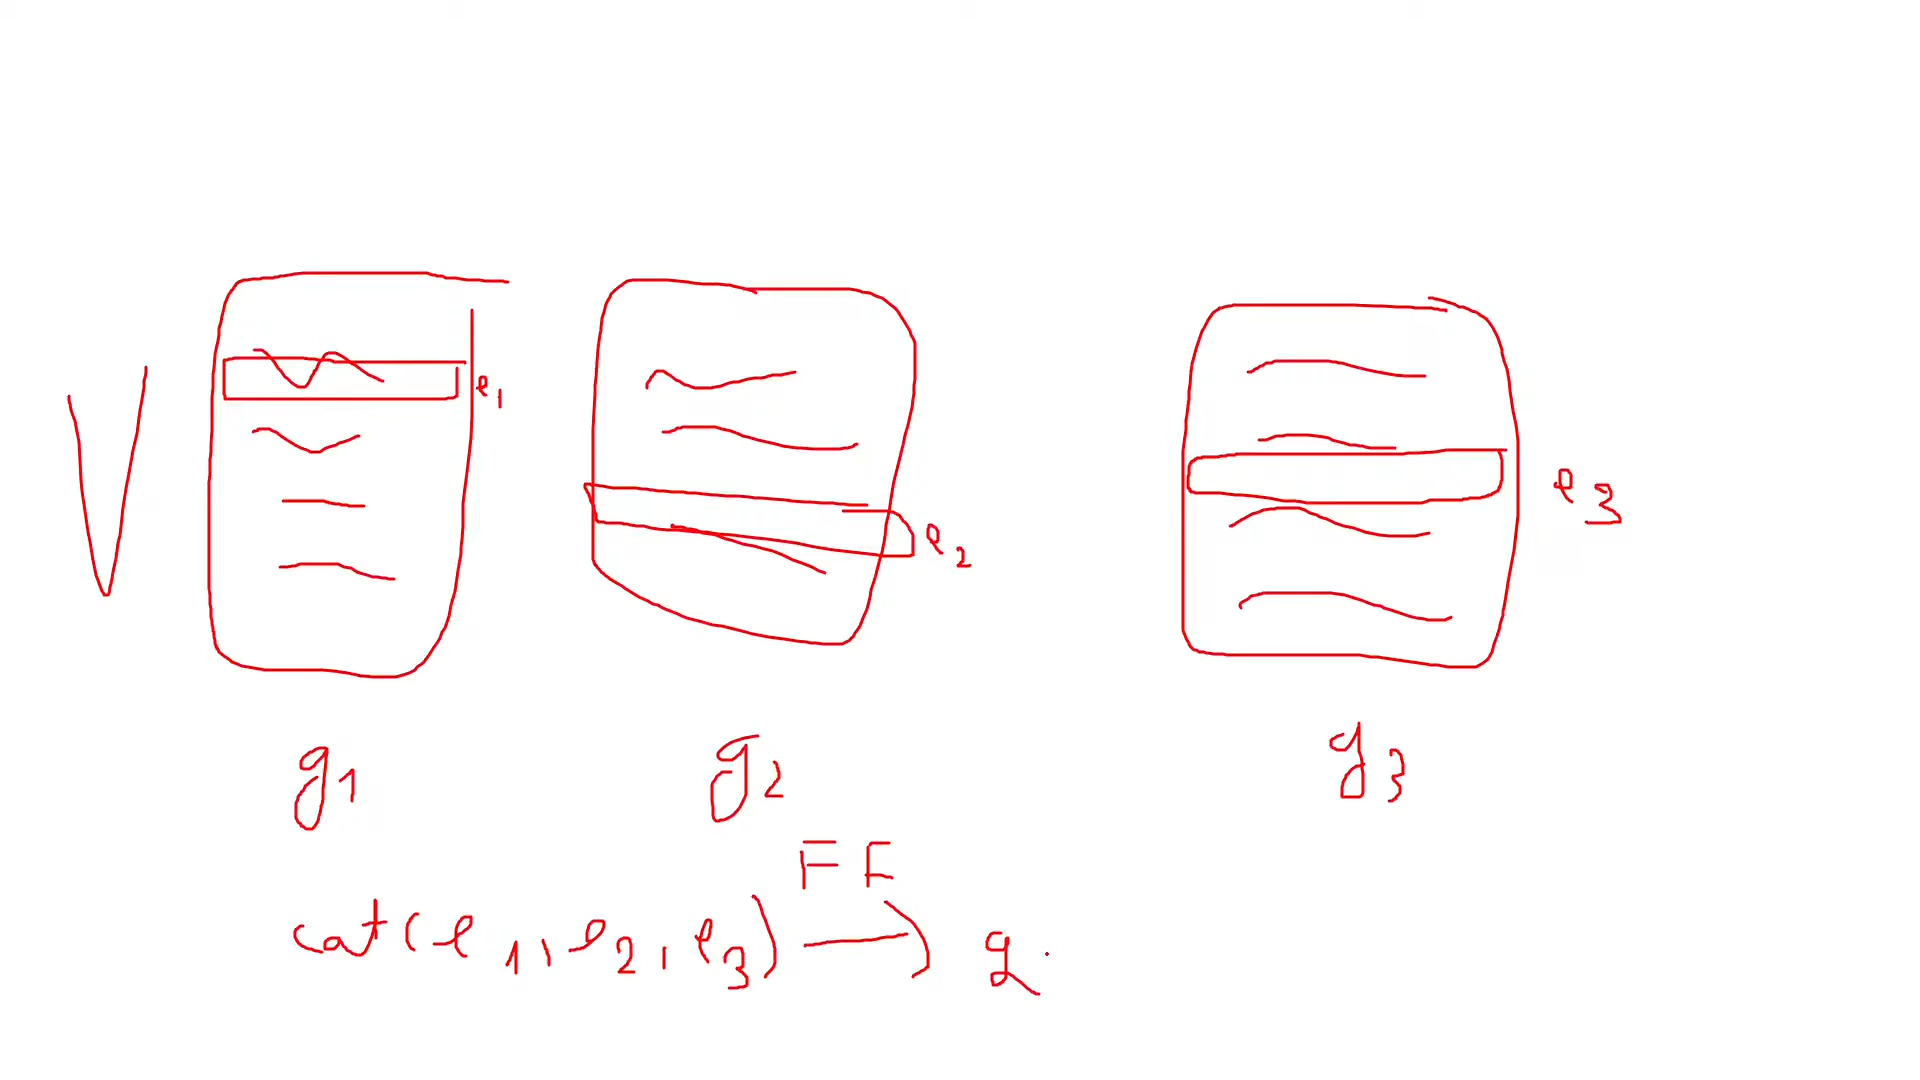 V
e1
e2
e3
g1 g2 g3
FF
cat(e1, e2, e3) → g